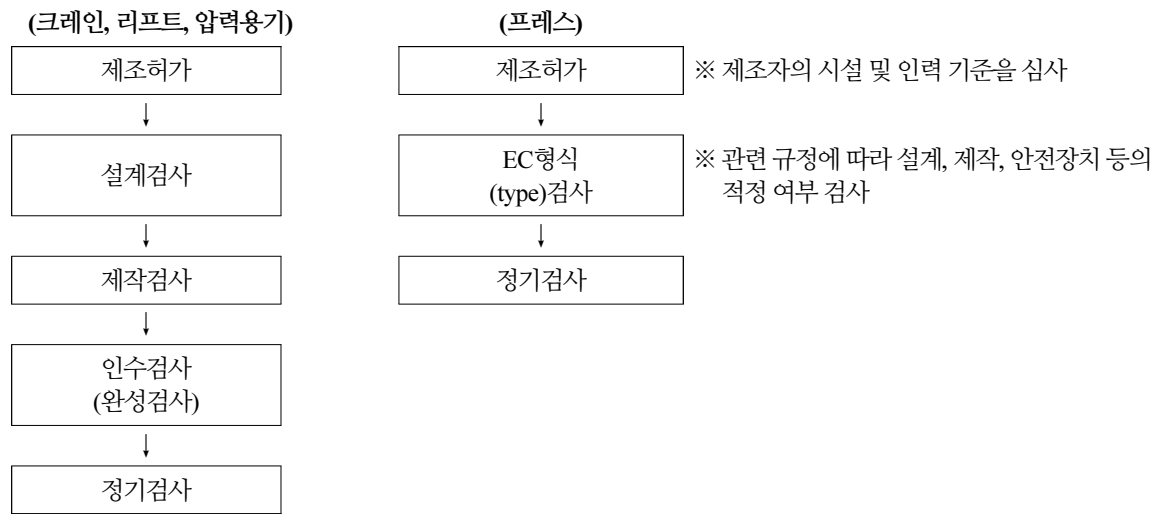 (크레인, 리프트, 압력용기)
제조허가
설계검사
제작검사
인수검사
(완성검사)
정기검사
(프레스)
제조허가
※ 제조자의 시설 및 인력 기준을 심사
EC형식
(type)검사
※ 관련 규정에 따라 설계, 제작, 안전장치 등의
적정 여부 검사
정기검사